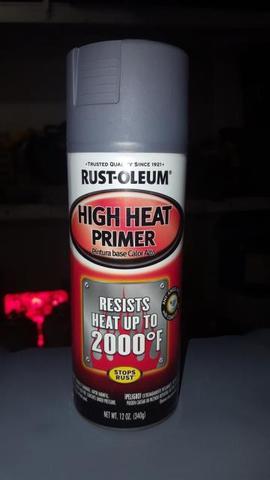 TRUSTED QUALITY SINCE 1921
RUST-OLEUM®
HIGH HEAT
PRIMER
Pintura base Calor Alto
RESISTS
HEAT UP TO
2000°F
STOPS
RUST™
NET WT. 12 OZ. (340g)